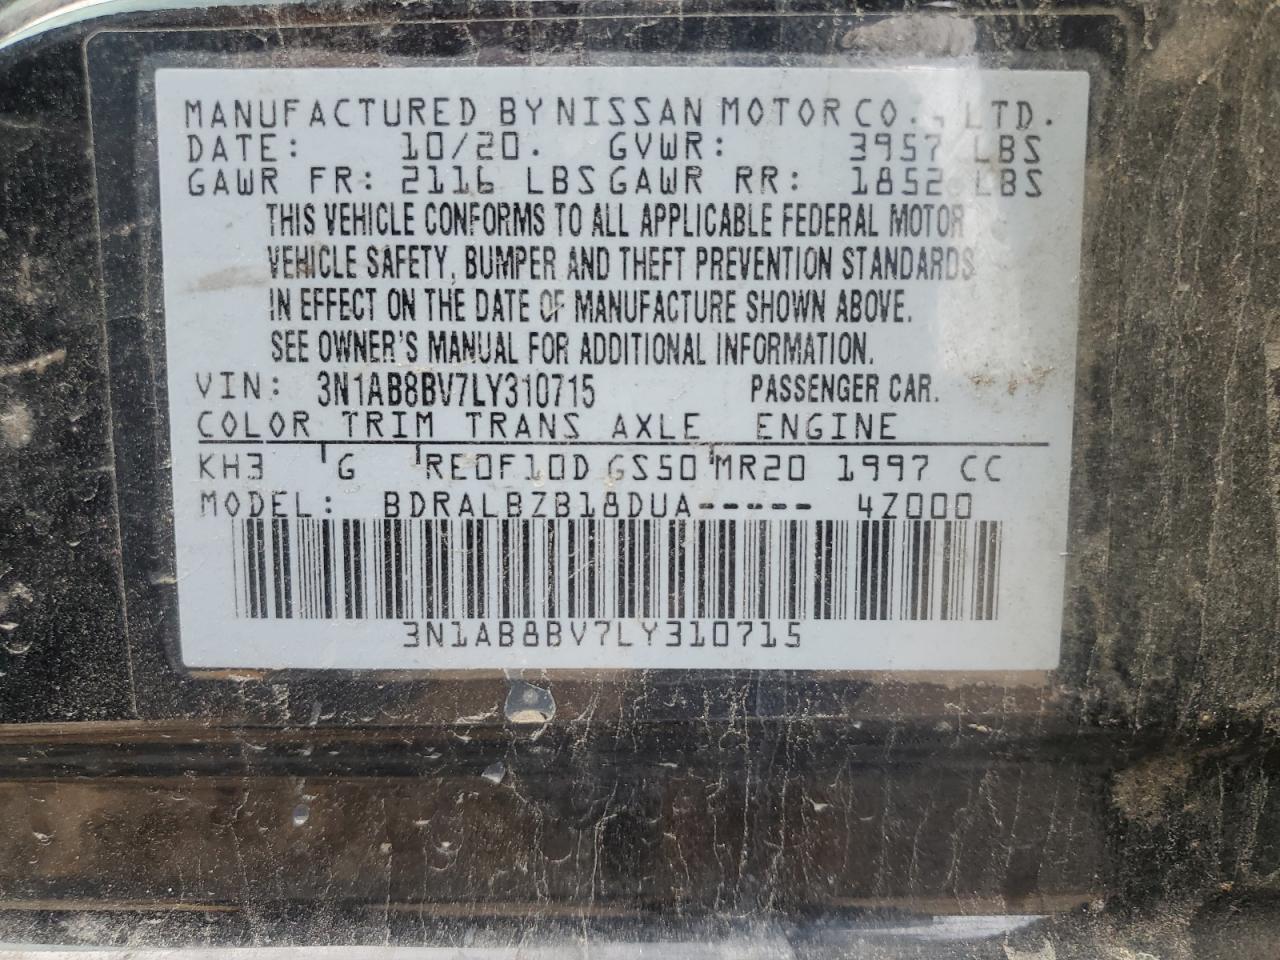 MANUFACTURED BY NISSAN MOTOR CO., LTD.
DATE: 10/20. GVWR: 3957 LBS
GAWR FR: 2116 LBS GAWR RR: 1852 LBS
THIS VEHICLE CONFORMS TO ALL APPLICABLE FEDERAL MOTOR
VEHICLE SAFETY, BUMPER AND THEFT PREVENTION STANDARDS
IN EFFECT ON THE DATE OF MANUFACTURE SHOWN ABOVE.
SEE OWNER'S MANUAL FOR ADDITIONAL INFORMATION.
VIN: 3N1AB8BV7LY310715 PASSENGER CAR.
COLOR TRIM TRANS AXLE ENGINE
KH3 G RE0F10D GS50 MR20 1997 CC
MODEL: BDRALBZB18DUA----- 4Z000
3N1AB8BV7LY310715